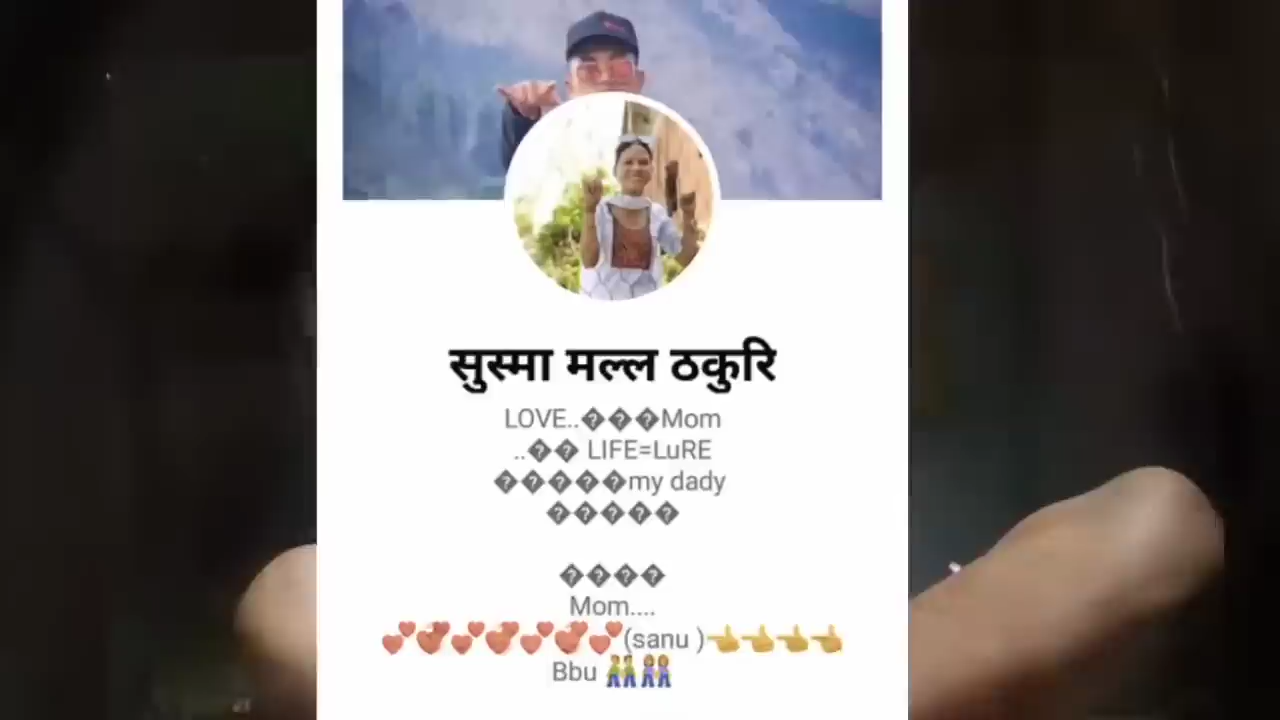 सुस्मा मल्ल ठकुरि
LOVE..���Mom
..�� LIFE=LuRE
�����my dady
�����
����
Mom....
💕💕💕💕💕💕💕(sanu )👈👈👈👈
Bbu 👬👭